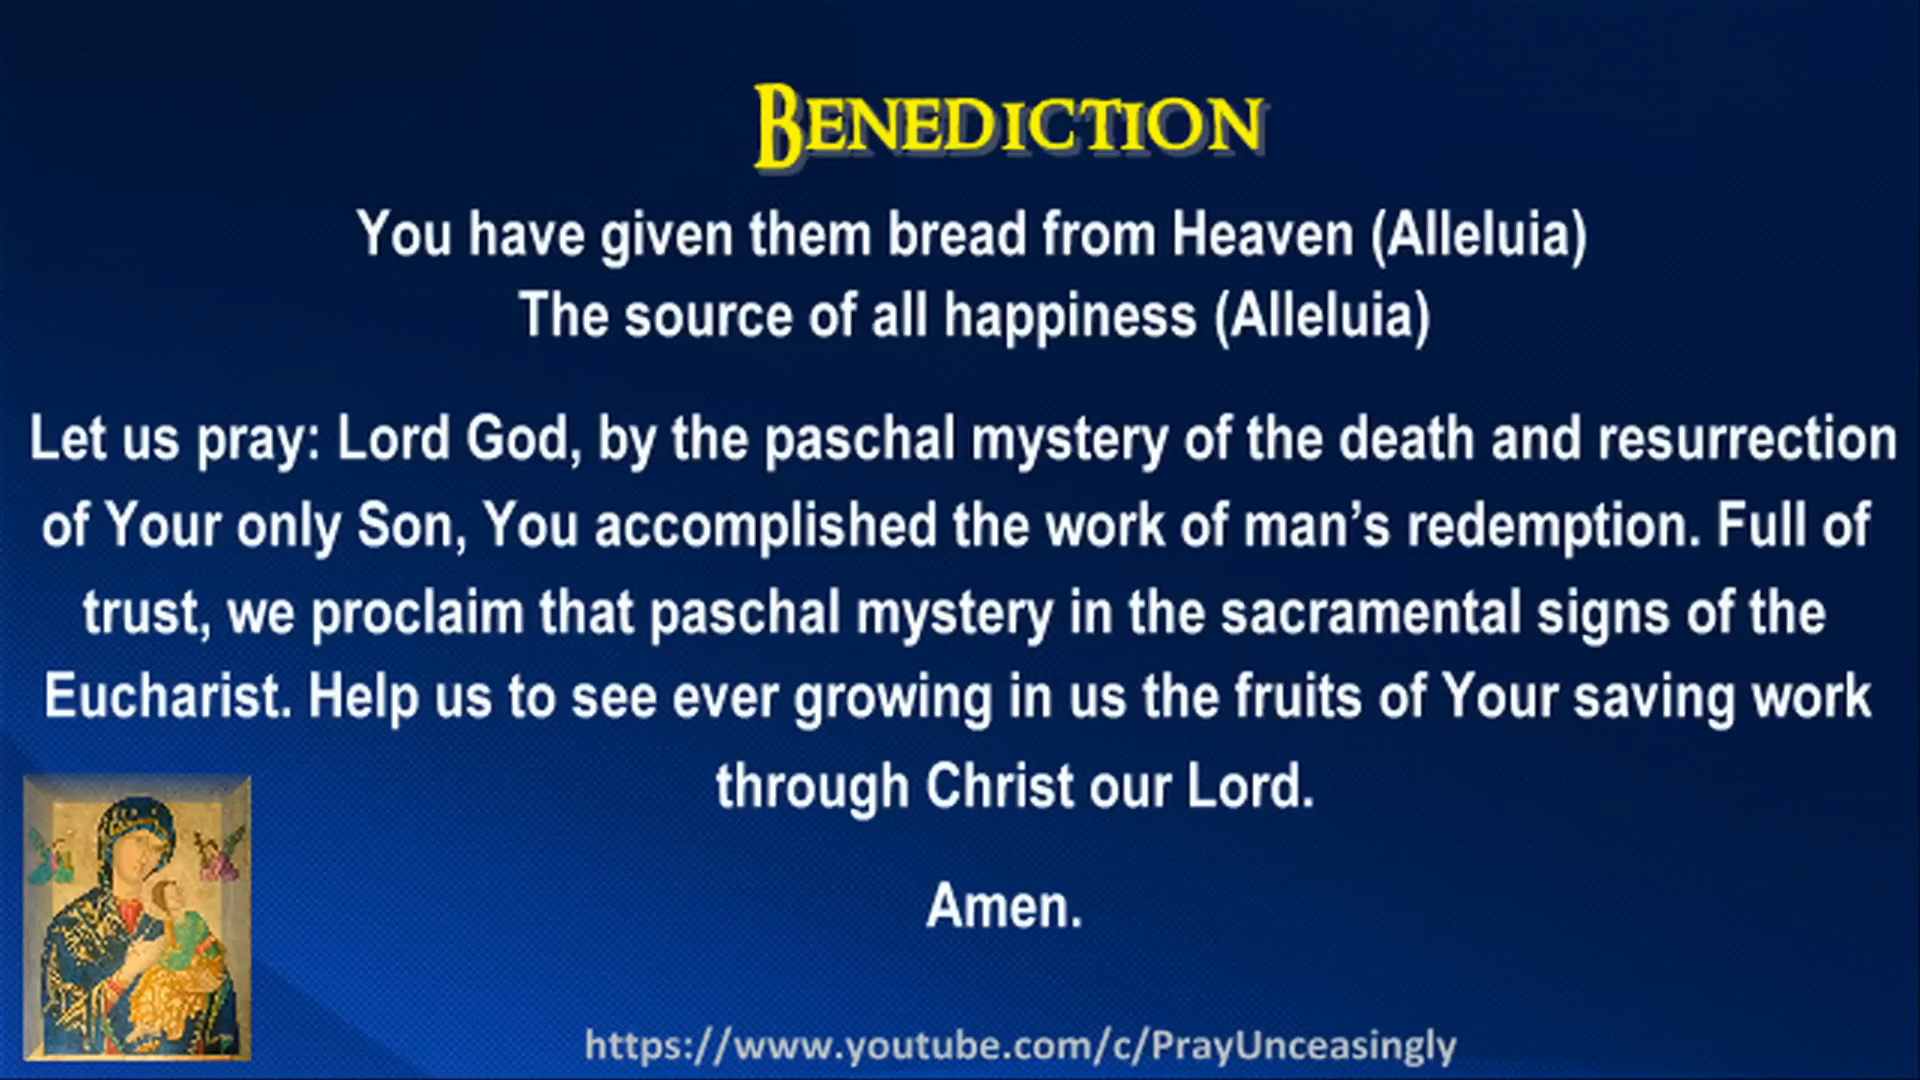 BENEDICTION
You have given them bread from Heaven (Alleluia)
The source of all happiness (Alleluia)
Let us pray: Lord God, by the paschal mystery of the death and resurrection
of Your only Son, You accomplished the work of man’s redemption. Full of
trust, we proclaim that paschal mystery in the sacramental signs of the
Eucharist. Help us to see ever growing in us the fruits of Your saving work
through Christ our Lord.
Amen.
https://www.youtube.com/c/PrayUnceasingly